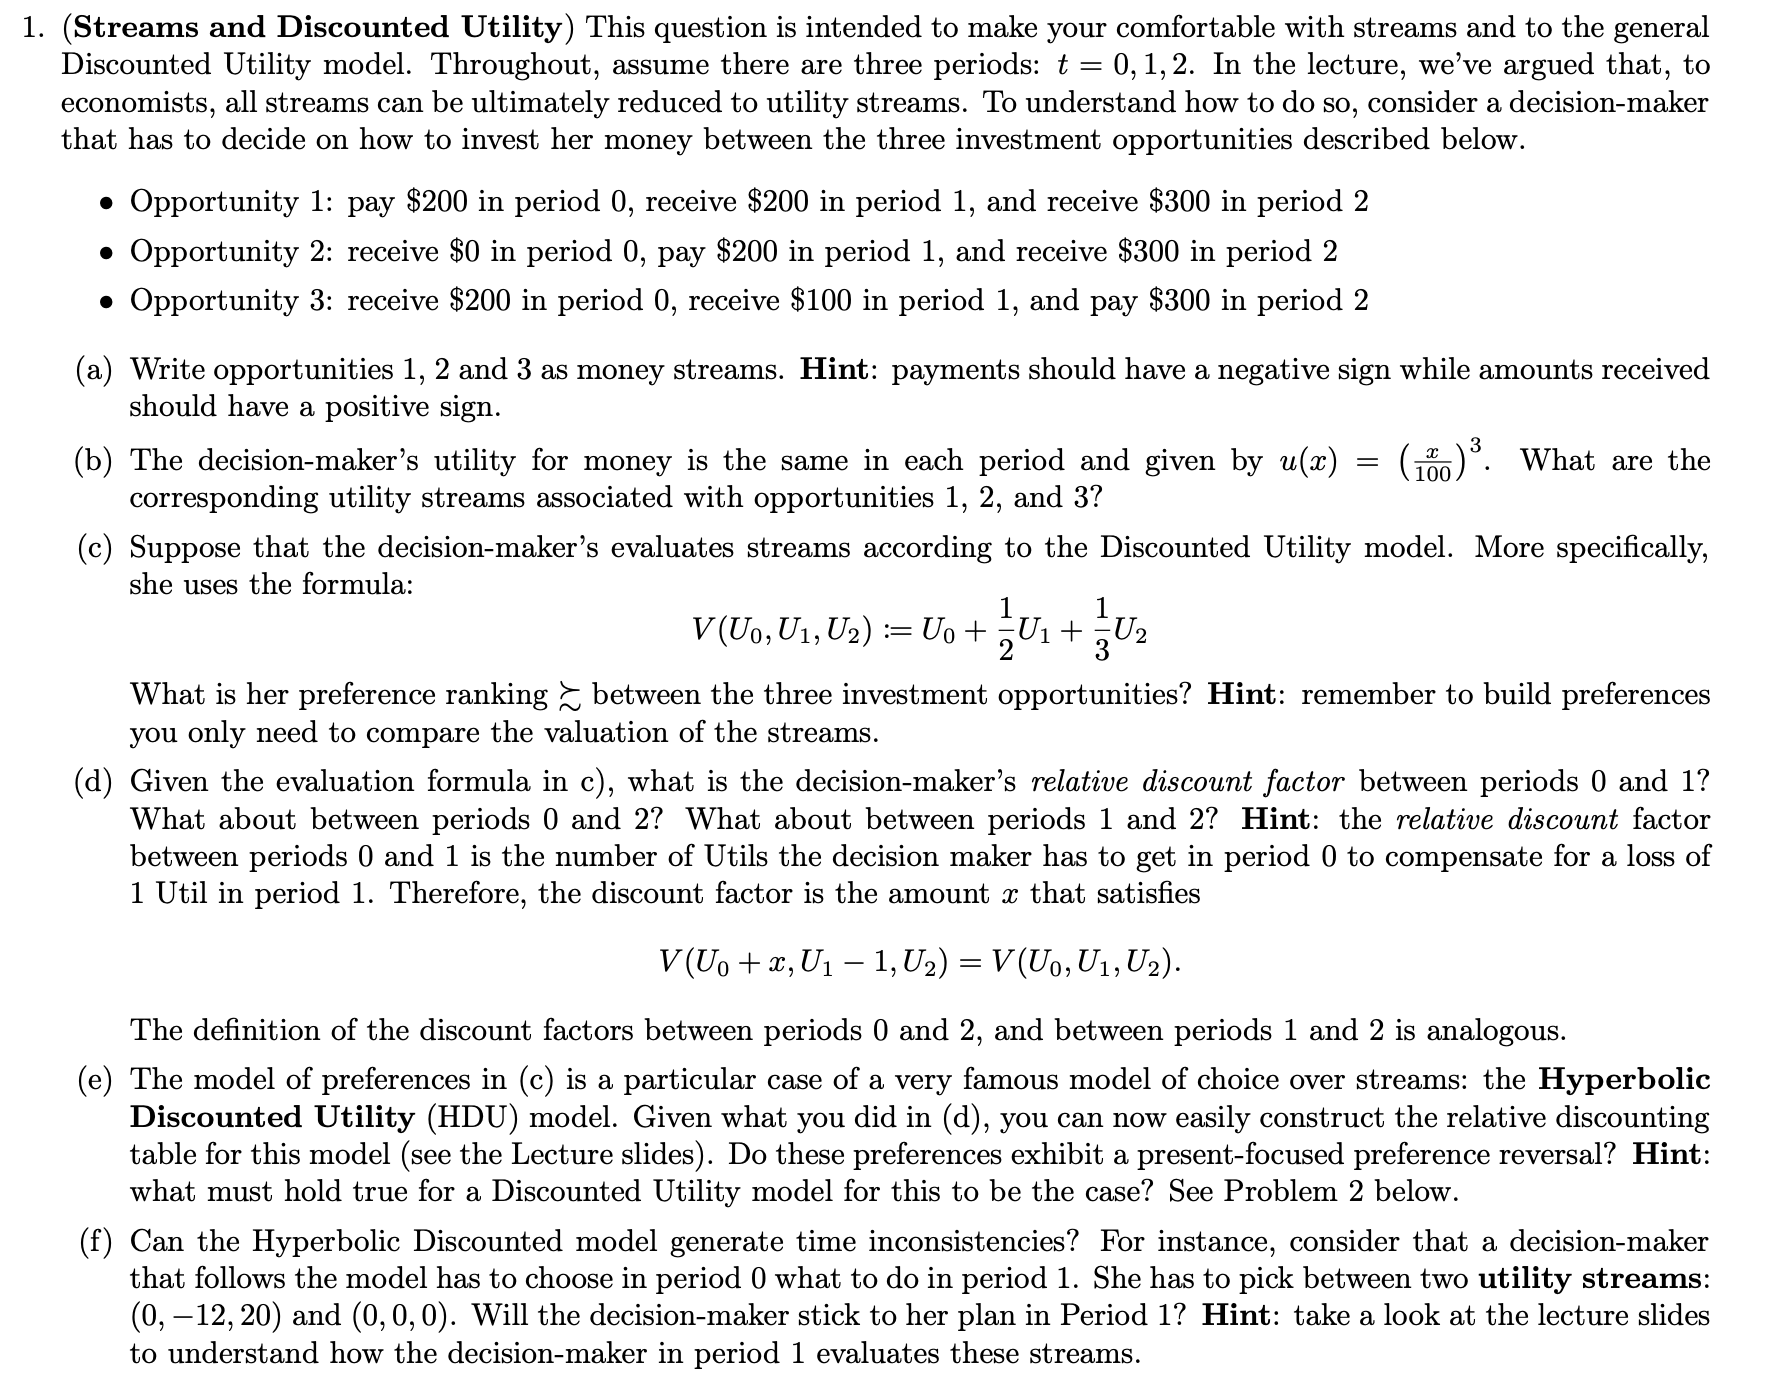 1. (Streams and Discounted Utility) This question is intended to make your comfortable with streams and to the general
Discounted Utility model. Throughout, assume there are three periods: t = 0, 1, 2. In the lecture, we've argued that, to
economists, all streams can be ultimately reduced to utility streams. To understand how to do so, consider a decision-maker
that has to decide on how to invest her money between the three investment opportunities described below.
• Opportunity 1: pay $200 in period 0, receive $200 in period 1, and receive $300 in period 2
• Opportunity 2: receive $0 in period 0, pay $200 in period 1, and receive $300 in period 2
• Opportunity 3: receive $200 in period 0, receive $100 in period 1, and pay $300 in period 2
(a) Write opportunities 1, 2 and 3 as money streams. Hint: payments should have a negative sign while amounts received
should have a positive sign.
(b) The decision-maker's utility for money is the same in each period and given by u(x) = (x/100)³. What are the
corresponding utility streams associated with opportunities 1, 2, and 3?
(c) Suppose that the decision-maker's evaluates streams according to the Discounted Utility model. More specifically,
she uses the formula:
V(U₀, U₁, U₂) := U₀ + 1/2 U₁ + 1/3 U₂
What is her preference ranking ≿ between the three investment opportunities? Hint: remember to build preferences
you only need to compare the valuation of the streams.
(d) Given the evaluation formula in c), what is the decision-maker's relative discount factor between periods 0 and 1?
What about between periods 0 and 2? What about between periods 1 and 2? Hint: the relative discount factor
between periods 0 and 1 is the number of Utils the decision maker has to get in period 0 to compensate for a loss of
1 Util in period 1. Therefore, the discount factor is the amount x that satisfies
V(U₀ + x, U₁ − 1, U₂) = V(U₀, U₁, U₂).
The definition of the discount factors between periods 0 and 2, and between periods 1 and 2 is analogous.
(e) The model of preferences in (c) is a particular case of a very famous model of choice over streams: the Hyperbolic
Discounted Utility (HDU) model. Given what you did in (d), you can now easily construct the relative discounting
table for this model (see the Lecture slides). Do these preferences exhibit a present-focused preference reversal? Hint:
what must hold true for a Discounted Utility model for this to be the case? See Problem 2 below.
(f) Can the Hyperbolic Discounted model generate time inconsistencies? For instance, consider that a decision-maker
that follows the model has to choose in period 0 what to do in period 1. She has to pick between two utility streams:
(0, −12, 20) and (0, 0, 0). Will the decision-maker stick to her plan in Period 1? Hint: take a look at the lecture slides
to understand how the decision-maker in period 1 evaluates these streams.